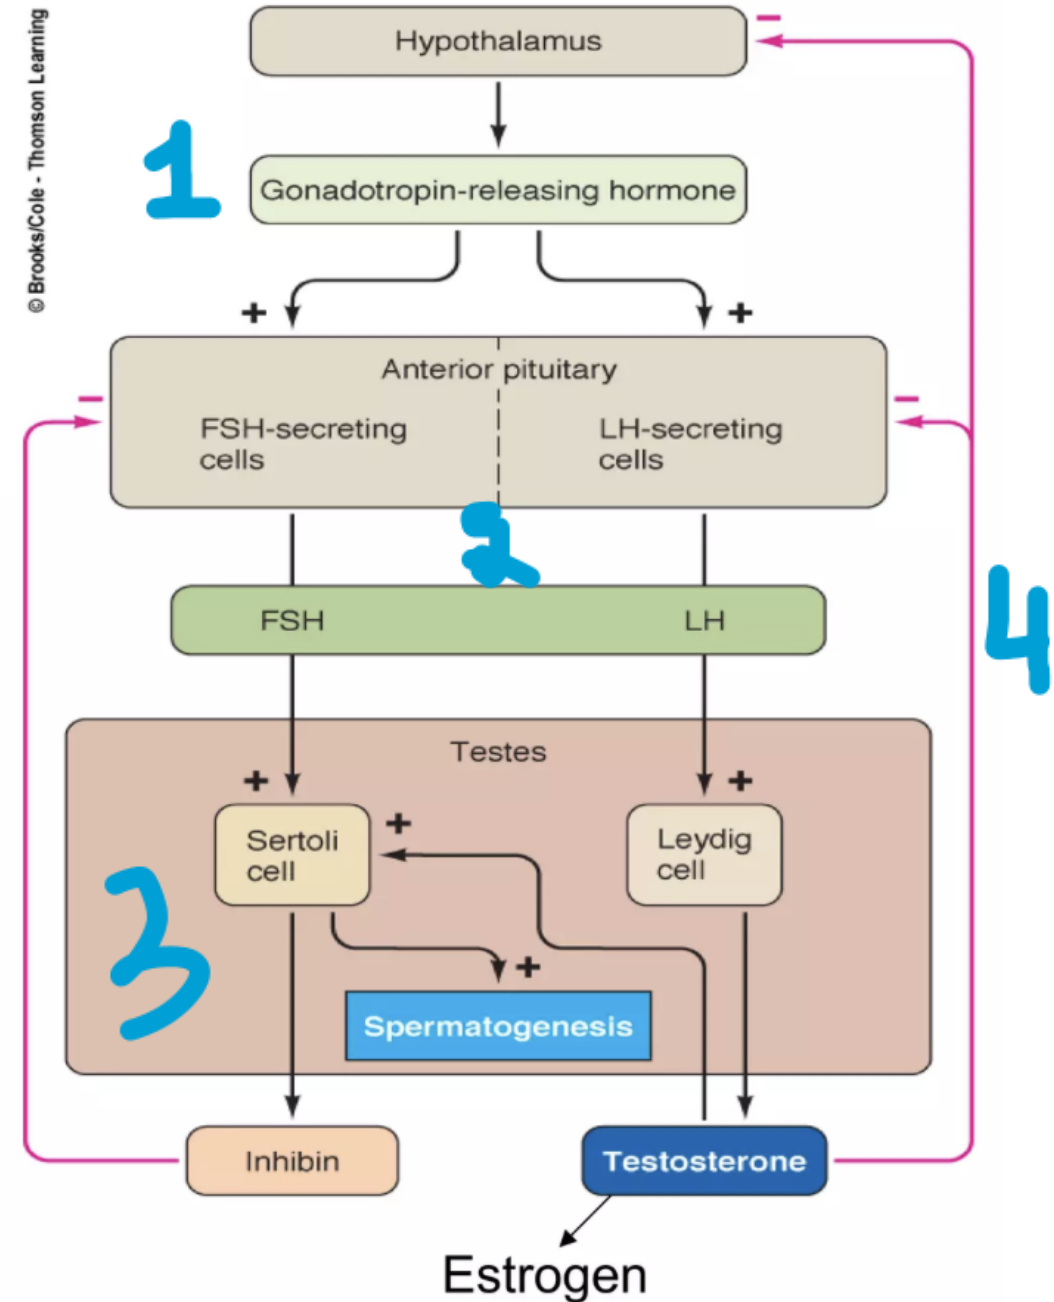 © Brooks/Cole - Thomson Learning
Hypothalamus
−
1
Gonadotropin-releasing hormone
+
+
Anterior pituitary
−
−
FSH-secreting
cells
LH-secreting
cells
2
FSH
LH
4
Testes
+
+
Sertoli
cell
+
Leydig
cell
3
+
Spermatogenesis
Inhibin
Testosterone
Estrogen